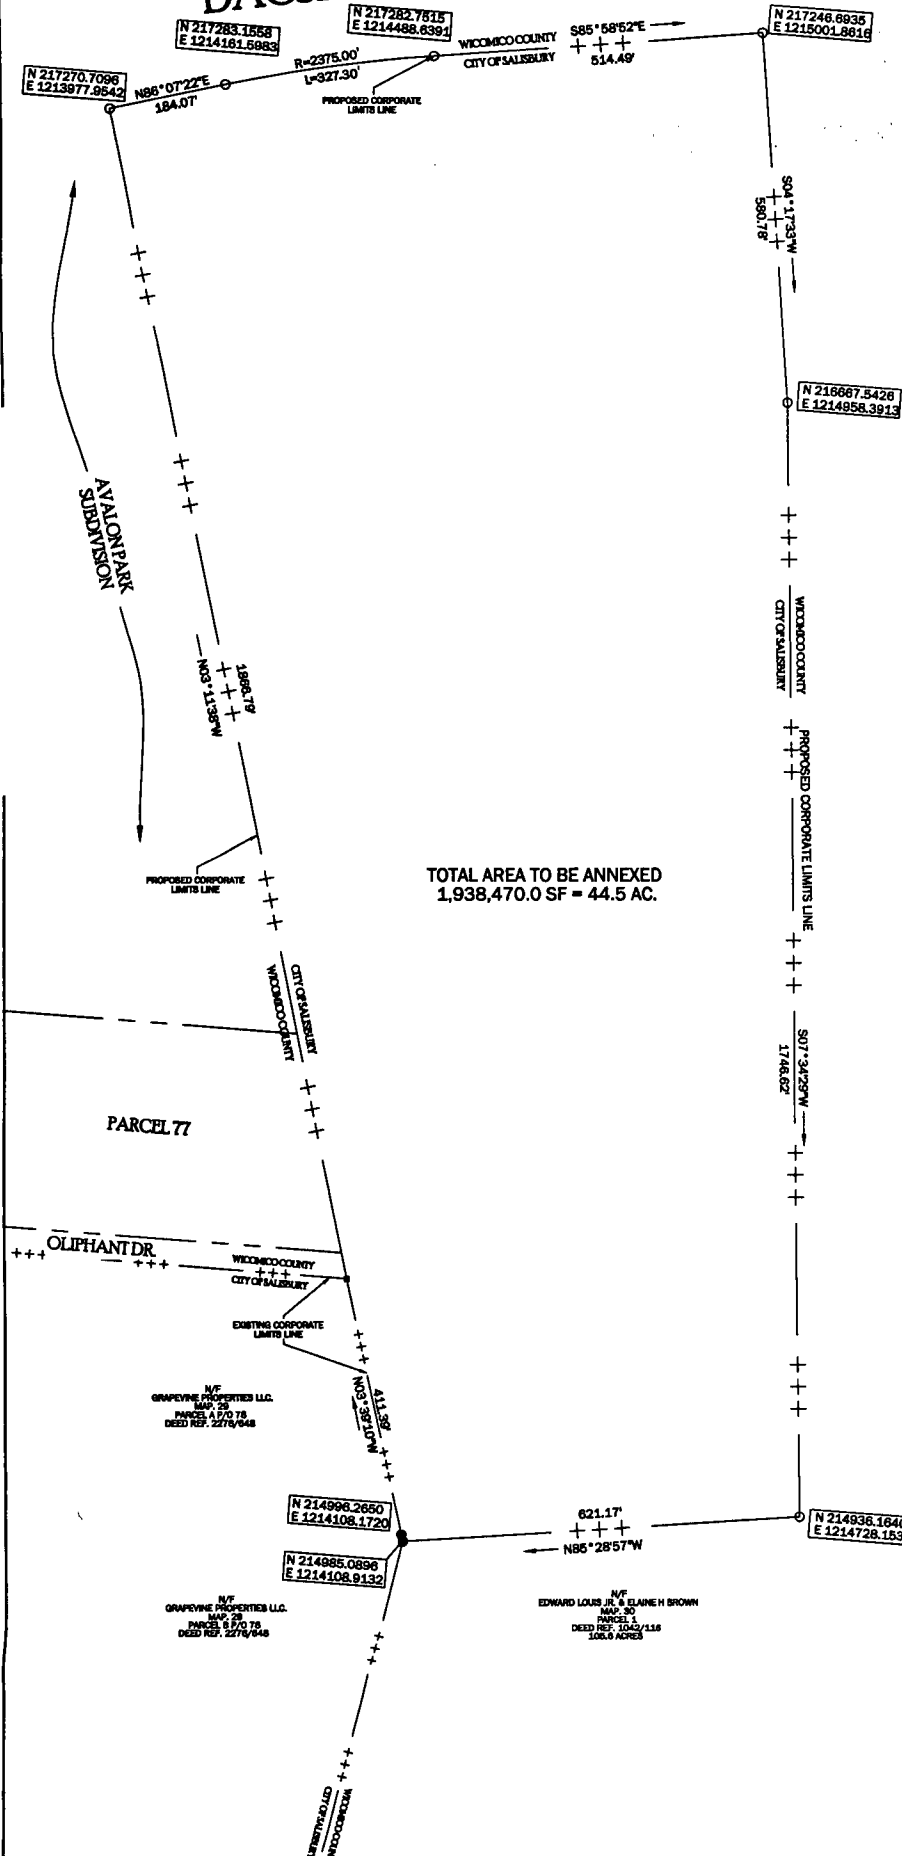 N 217283.1558
E 1214161.5983
N 217282.7515
E 1214488.6391
N 217246.6935
E 1215001.8616
N 217270.7096
E 1213977.9542
N86°07'22"E
184.07'
R=2375.00'
L=327.30'
PROPOSED CORPORATE
LIMITS LINE
WICOMICO COUNTY
CITY OF SALISBURY
S85°58'52"E
514.49'
S04°17'33"W
580.78'
N 216667.5426
E 1214958.3913
AVALON PARK
SUBDIVISION
WICOMICO COUNTY
CITY OF SALISBURY
1868.79'
N03°11'38"W
PROPOSED CORPORATE LIMITS LINE
PROPOSED CORPORATE
LIMITS LINE
TOTAL AREA TO BE ANNEXED
1,938,470.0 SF = 44.5 AC.
CITY OF SALISBURY
WICOMICO COUNTY
S07°34'29"W
1746.62'
PARCEL 77
OLIPHANT DR.
WICOMICO COUNTY
CITY OF SALISBURY
EXISTING CORPORATE
LIMITS LINE
N/F
GRAPEVINE PROPERTIES LLC.
MAP. 29
PARCEL A P/O 78
DEED REF. 2276/648
411.39'
N03°39'10"W
N 214996.2650
E 1214108.1720
621.17'
N85°28'57"W
N 214936.1640
E 1214728.153
N 214985.0896
E 1214108.9132
N/F
GRAPEVINE PROPERTIES LLC.
MAP. 29
PARCEL B P/O 78
DEED REF. 2276/648
N/F
EDWARD LOUIS JR. & ELAINE H BROWN
MAP. 30
PARCEL 1
DEED REF. 1042/116
105.6 ACRES
WICOMICO COUN
CITY OF SALISBURY